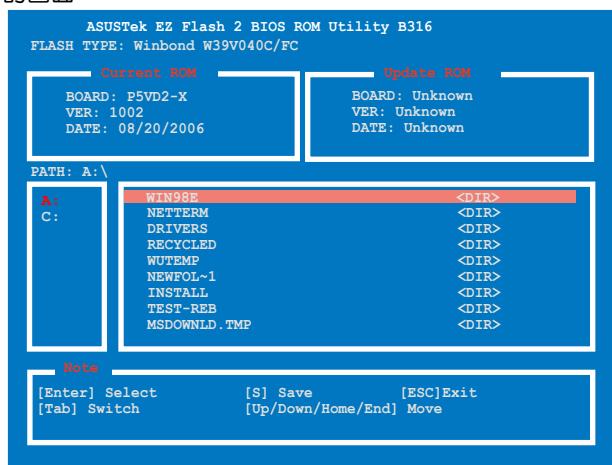 ASUSTek EZ Flash 2 BIOS ROM Utility B316
FLASH TYPE: Winbond W39V040C/FC
Current ROM
BOARD: P5VD2-X
VER: 1002
DATE: 08/20/2006
Update ROM
BOARD: Unknown
VER: Unknown
DATE: Unknown
PATH: A:\
A:
C:
WIN98E <DIR>
NETTERM <DIR>
DRIVERS <DIR>
RECYCLED <DIR>
WUTEMP <DIR>
NEWFOL~1 <DIR>
INSTALL <DIR>
TEST-REB <DIR>
MSDOWNLD.TMP <DIR>
Note
[Enter] Select [S] Save [ESC]Exit
[Tab] Switch [Up/Down/Home/End] Move